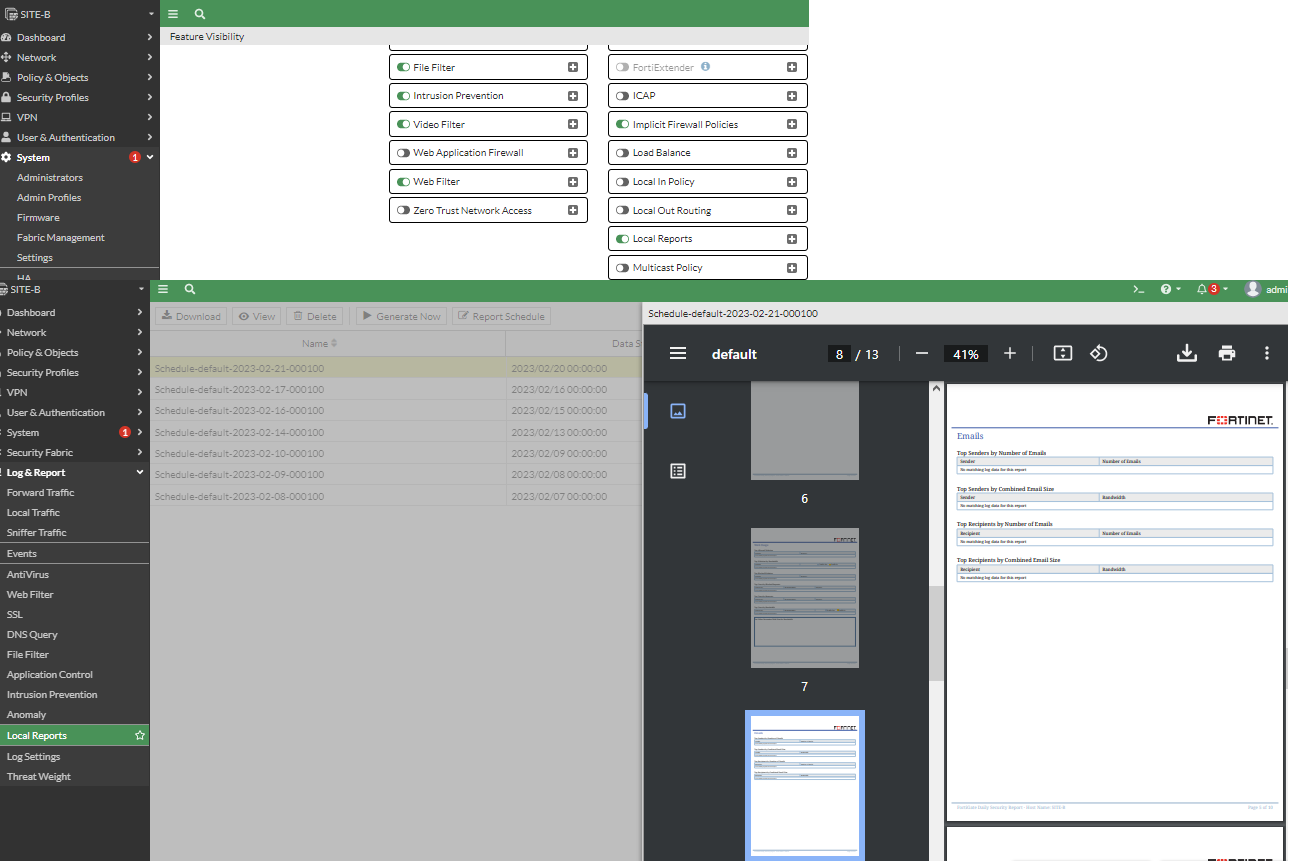 SITE-B
Feature Visibility
Dashboard
Network
Policy & Objects
Security Profiles
VPN
User & Authentication
System 1
Administrators
Admin Profiles
Firmware
Fabric Management
Settings
HA
File Filter
Intrusion Prevention
Video Filter
Web Application Firewall
Web Filter
Zero Trust Network Access
FortiExtender
ICAP
Implicit Firewall Policies
Load Balance
Local In Policy
Local Out Routing
Local Reports
Multicast Policy
SITE-B
>_ ? 3 admi
Dashboard
Network
Policy & Objects
Security Profiles
VPN
User & Authentication
System 1
Security Fabric
Log & Report
Forward Traffic
Local Traffic
Sniffer Traffic
Events
AntiVirus
Web Filter
SSL
DNS Query
File Filter
Application Control
Intrusion Prevention
Anomaly
Local Reports
Log Settings
Threat Weight
Download View Delete Generate Now Report Schedule
Name Data S
Schedule-default-2023-02-21-000100 2023/02/20 00:00:00
Schedule-default-2023-02-17-000100 2023/02/16 00:00:00
Schedule-default-2023-02-16-000100 2023/02/15 00:00:00
Schedule-default-2023-02-14-000100 2023/02/13 00:00:00
Schedule-default-2023-02-10-000100 2023/02/09 00:00:00
Schedule-default-2023-02-09-000100 2023/02/08 00:00:00
Schedule-default-2023-02-08-000100 2023/02/07 00:00:00
Schedule-default-2023-02-21-000100
default 8 / 13 41%
6
FORTINET
7
FORTINET
FORTINET
Emails
Top Senders by Number of Emails
Sender Number of Emails
No matching log data for this report
Top Senders by Combined Email Size
Sender Bandwidth
No matching log data for this report
Top Recipients by Number of Emails
Recipient Number of Emails
No matching log data for this report
Top Recipients by Combined Email Size
Recipient Bandwidth
No matching log data for this report
FortiGate Daily Security Report - Host Name: SITE-B